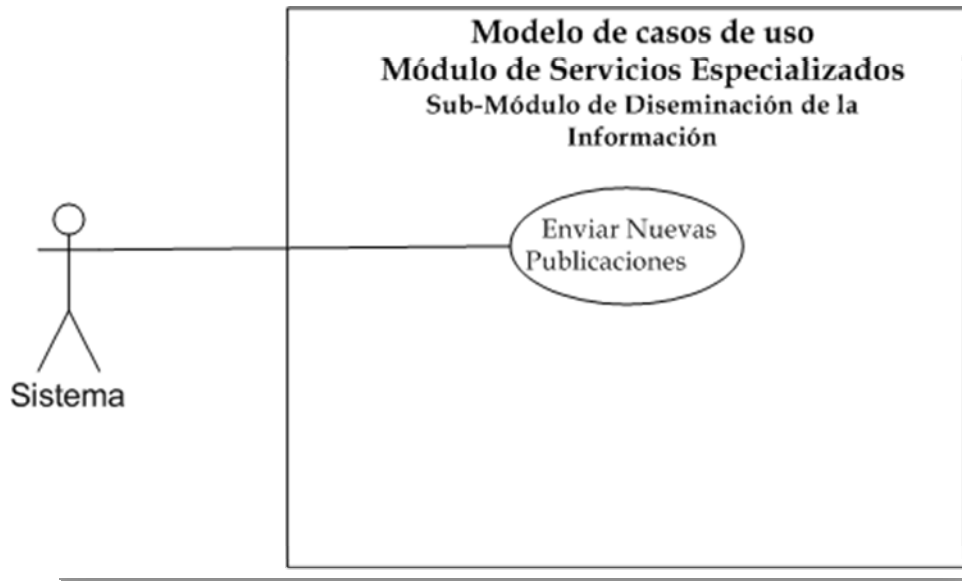 Modelo de casos de uso
Módulo de Servicios Especializados
Sub-Módulo de Diseminación de la
Información
Enviar Nuevas
Publicaciones
Sistema